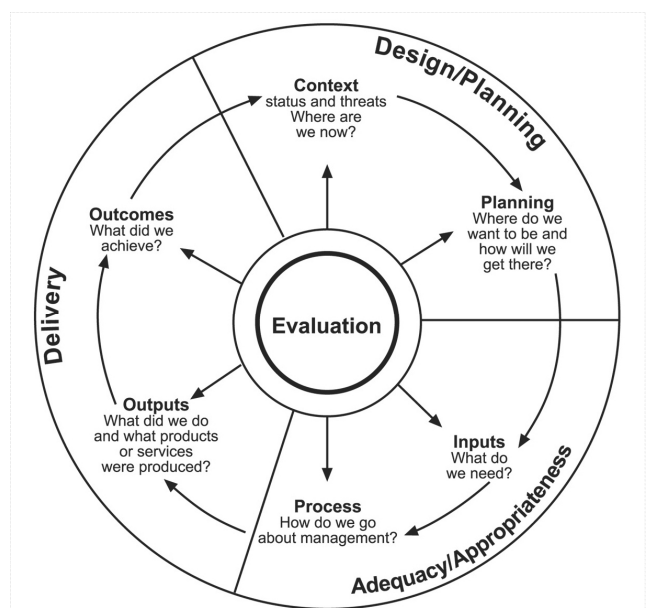 Design/Planning
Context
status and threats
Where are
we now?
Planning
Where do we
want to be and
how will we
get there?
Outcomes
What did we
achieve?
Delivery
Evaluation
Outputs
What did we do
and what products
or services
were produced?
Inputs
What do
we need?
Process
How do we go
about management?
Adequacy/Appropriateness